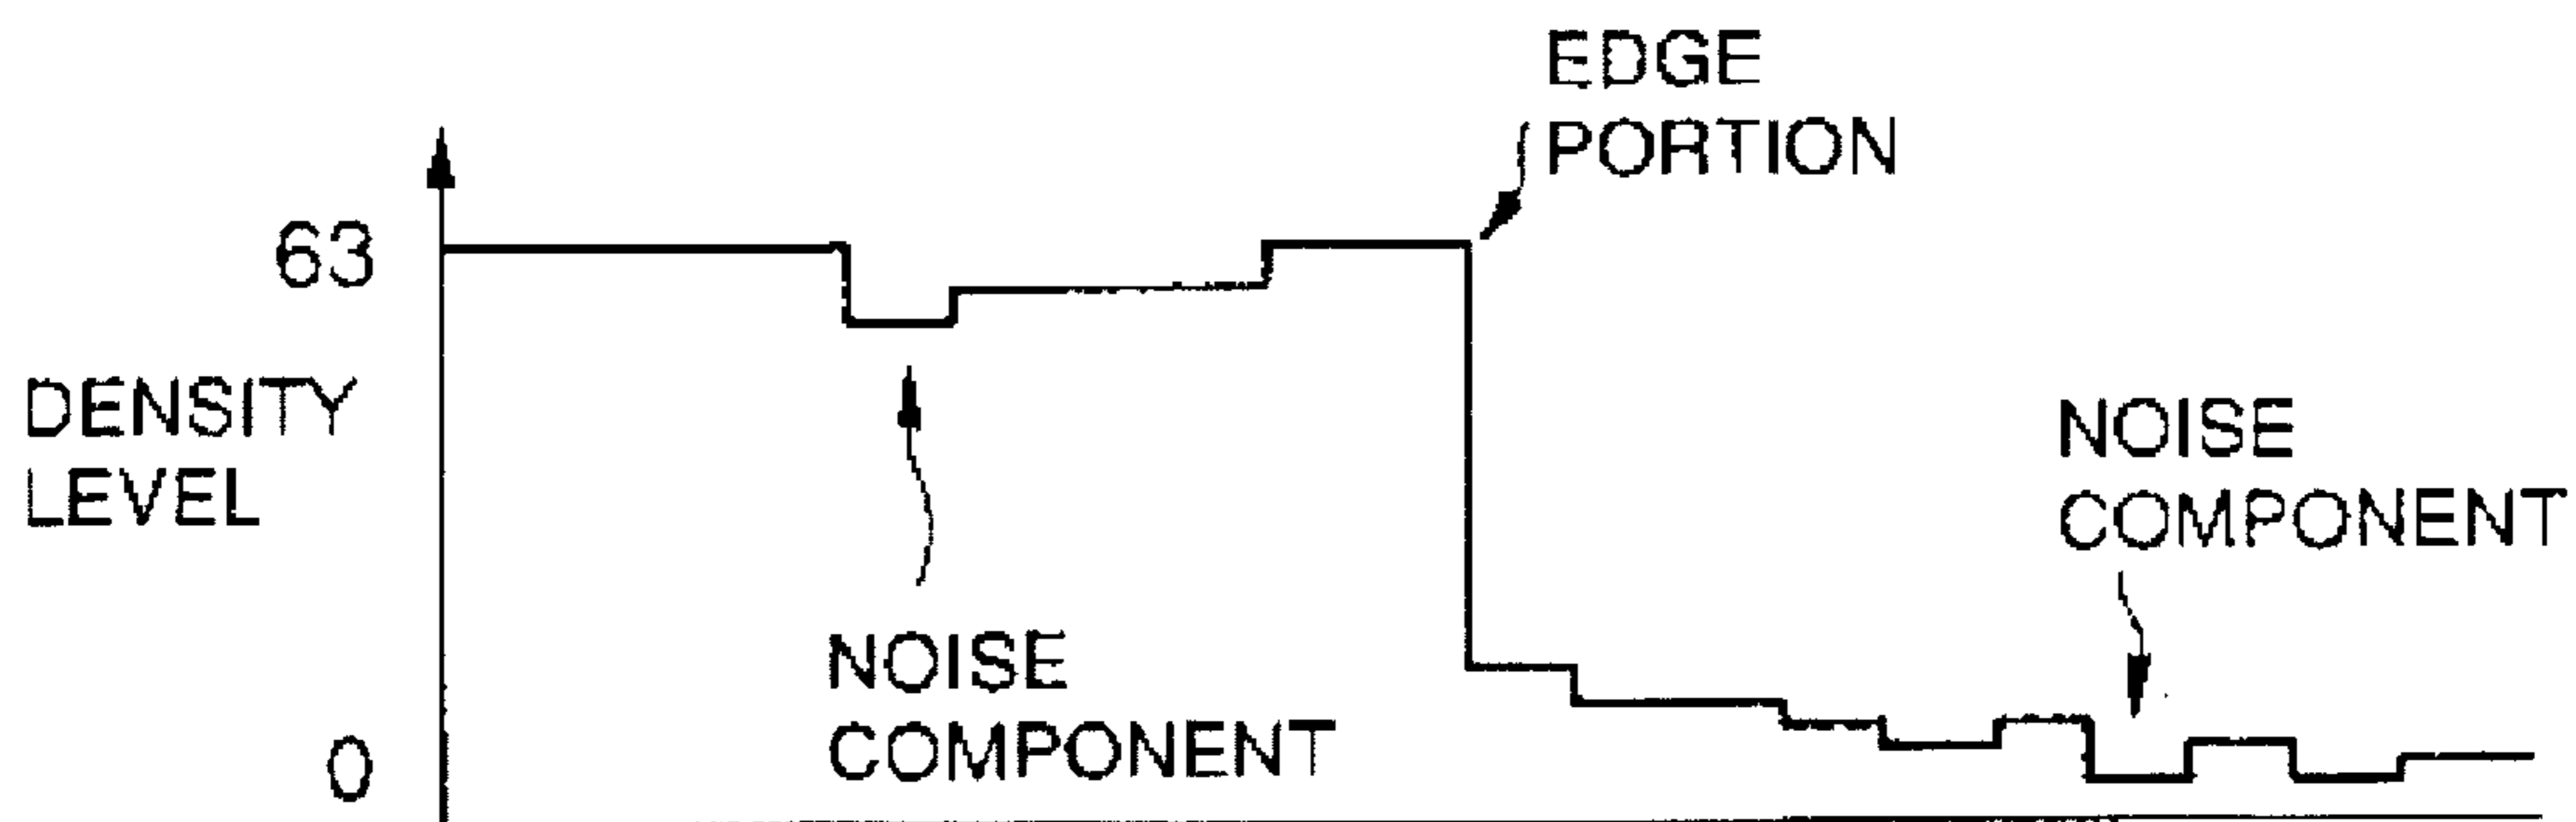 EDGE
PORTION
63
DENSITY
LEVEL
NOISE
COMPONENT
NOISE
COMPONENT
0